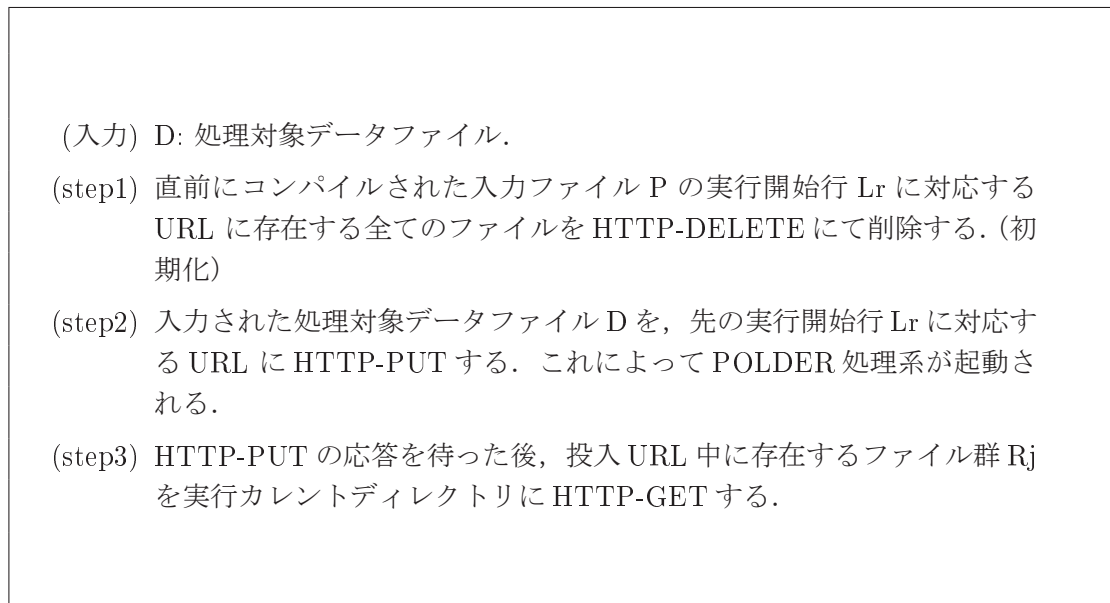 (入力) D: 処理対象データファイル．
(step1) 直前にコンパイルされた入力ファイル P の実行開始行 Lr に対応する
URL に存在する全てのファイルを HTTP-DELETE にて削除する．（初
期化）
(step2) 入力された処理対象データファイル D を，先の実行開始行 Lr に対応す
る URL に HTTP-PUT する．これによって POLDER 処理系が起動さ
れる．
(step3) HTTP-PUT の応答を待った後，投入 URL 中に存在するファイル群 Rj
を実行カレントディレクトリに HTTP-GET する．